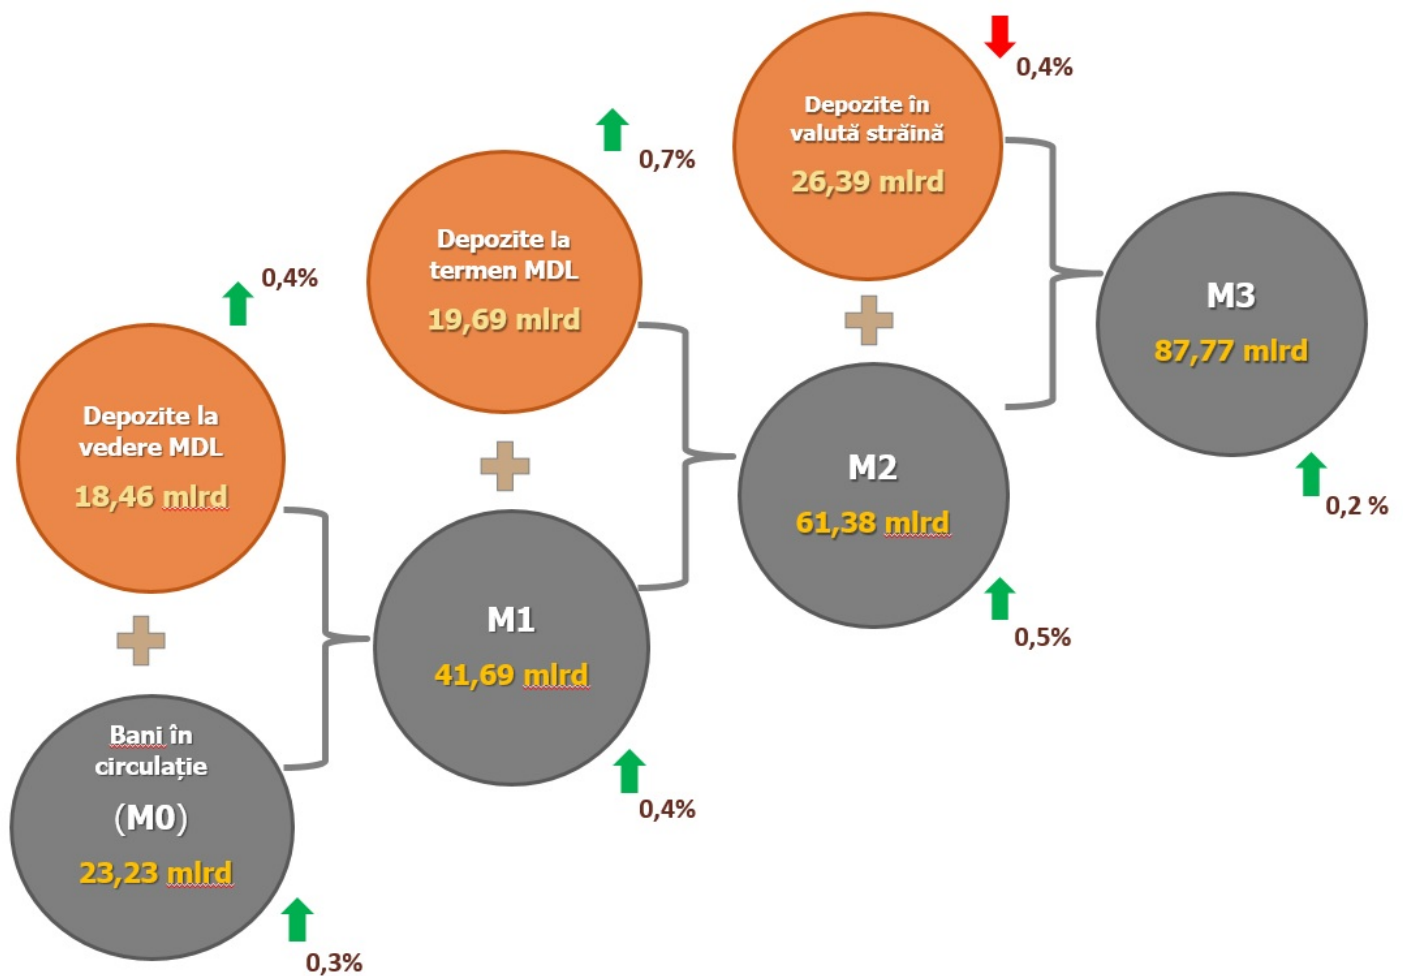 0,4%
Depozite la
vedere MDL
18,46 mlrd
Bani în
circulație
(M0)
23,23 mlrd
0,3%
0,7%
Depozite la
termen MDL
19,69 mlrd
M1
41,69 mlrd
0,4%
0,4%
Depozite în
valută străină
26,39 mlrd
M2
61,38 mlrd
0,5%
M3
87,77 mlrd
0,2 %